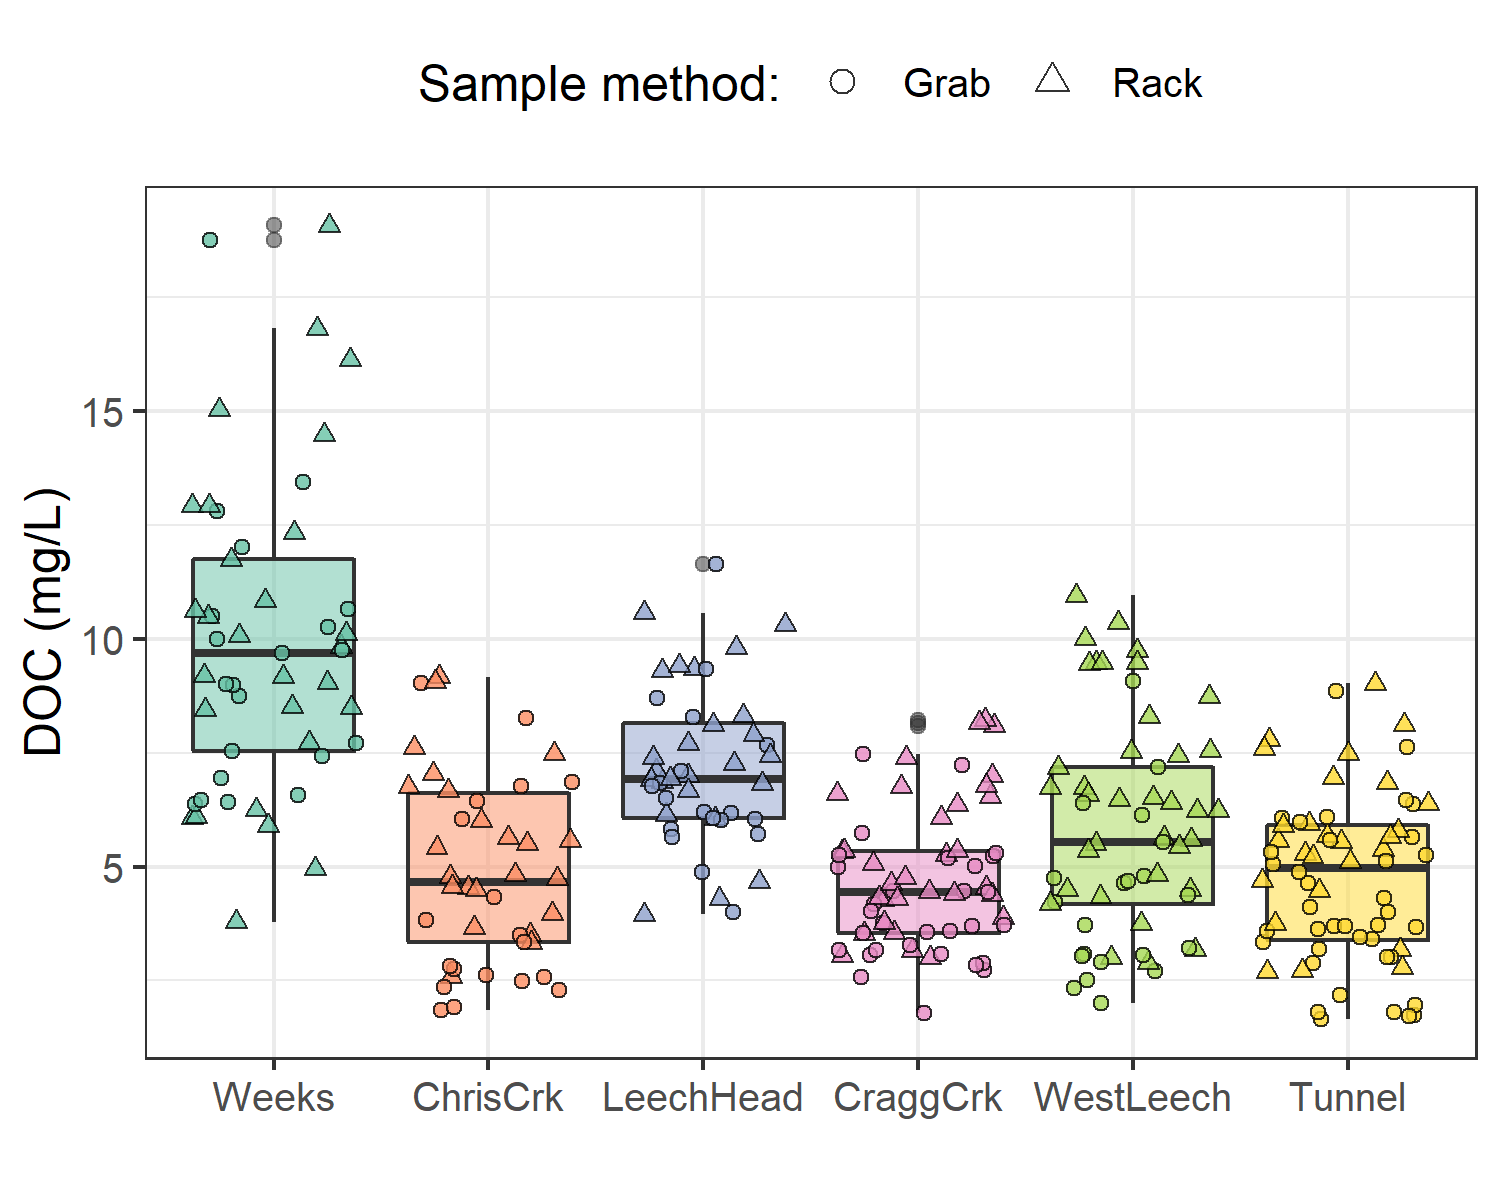 Sample method: Grab Rack
DOC (mg/L)
15
10
5
Weeks ChrisCrk LeechHead CraggCrk WestLeech Tunnel